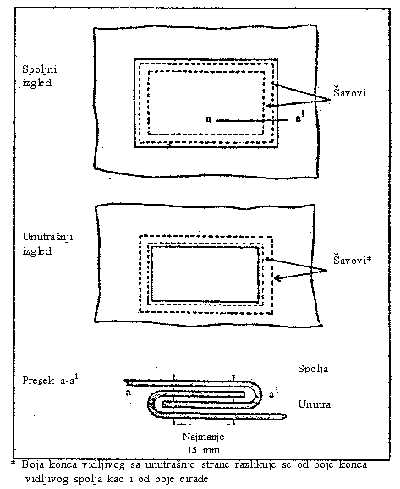 Spoljni
izgled
Šavovi
a a¹
Unutrašnji
izgled
Šavovi*
Presek a-a¹
Spolja
a a¹
Unutra
Najmanje
15 mm
* Boja konca vidljivog sa unutrašnje strane razlikuje se od boje konca
vidljivog spolja kao i od boje cirade